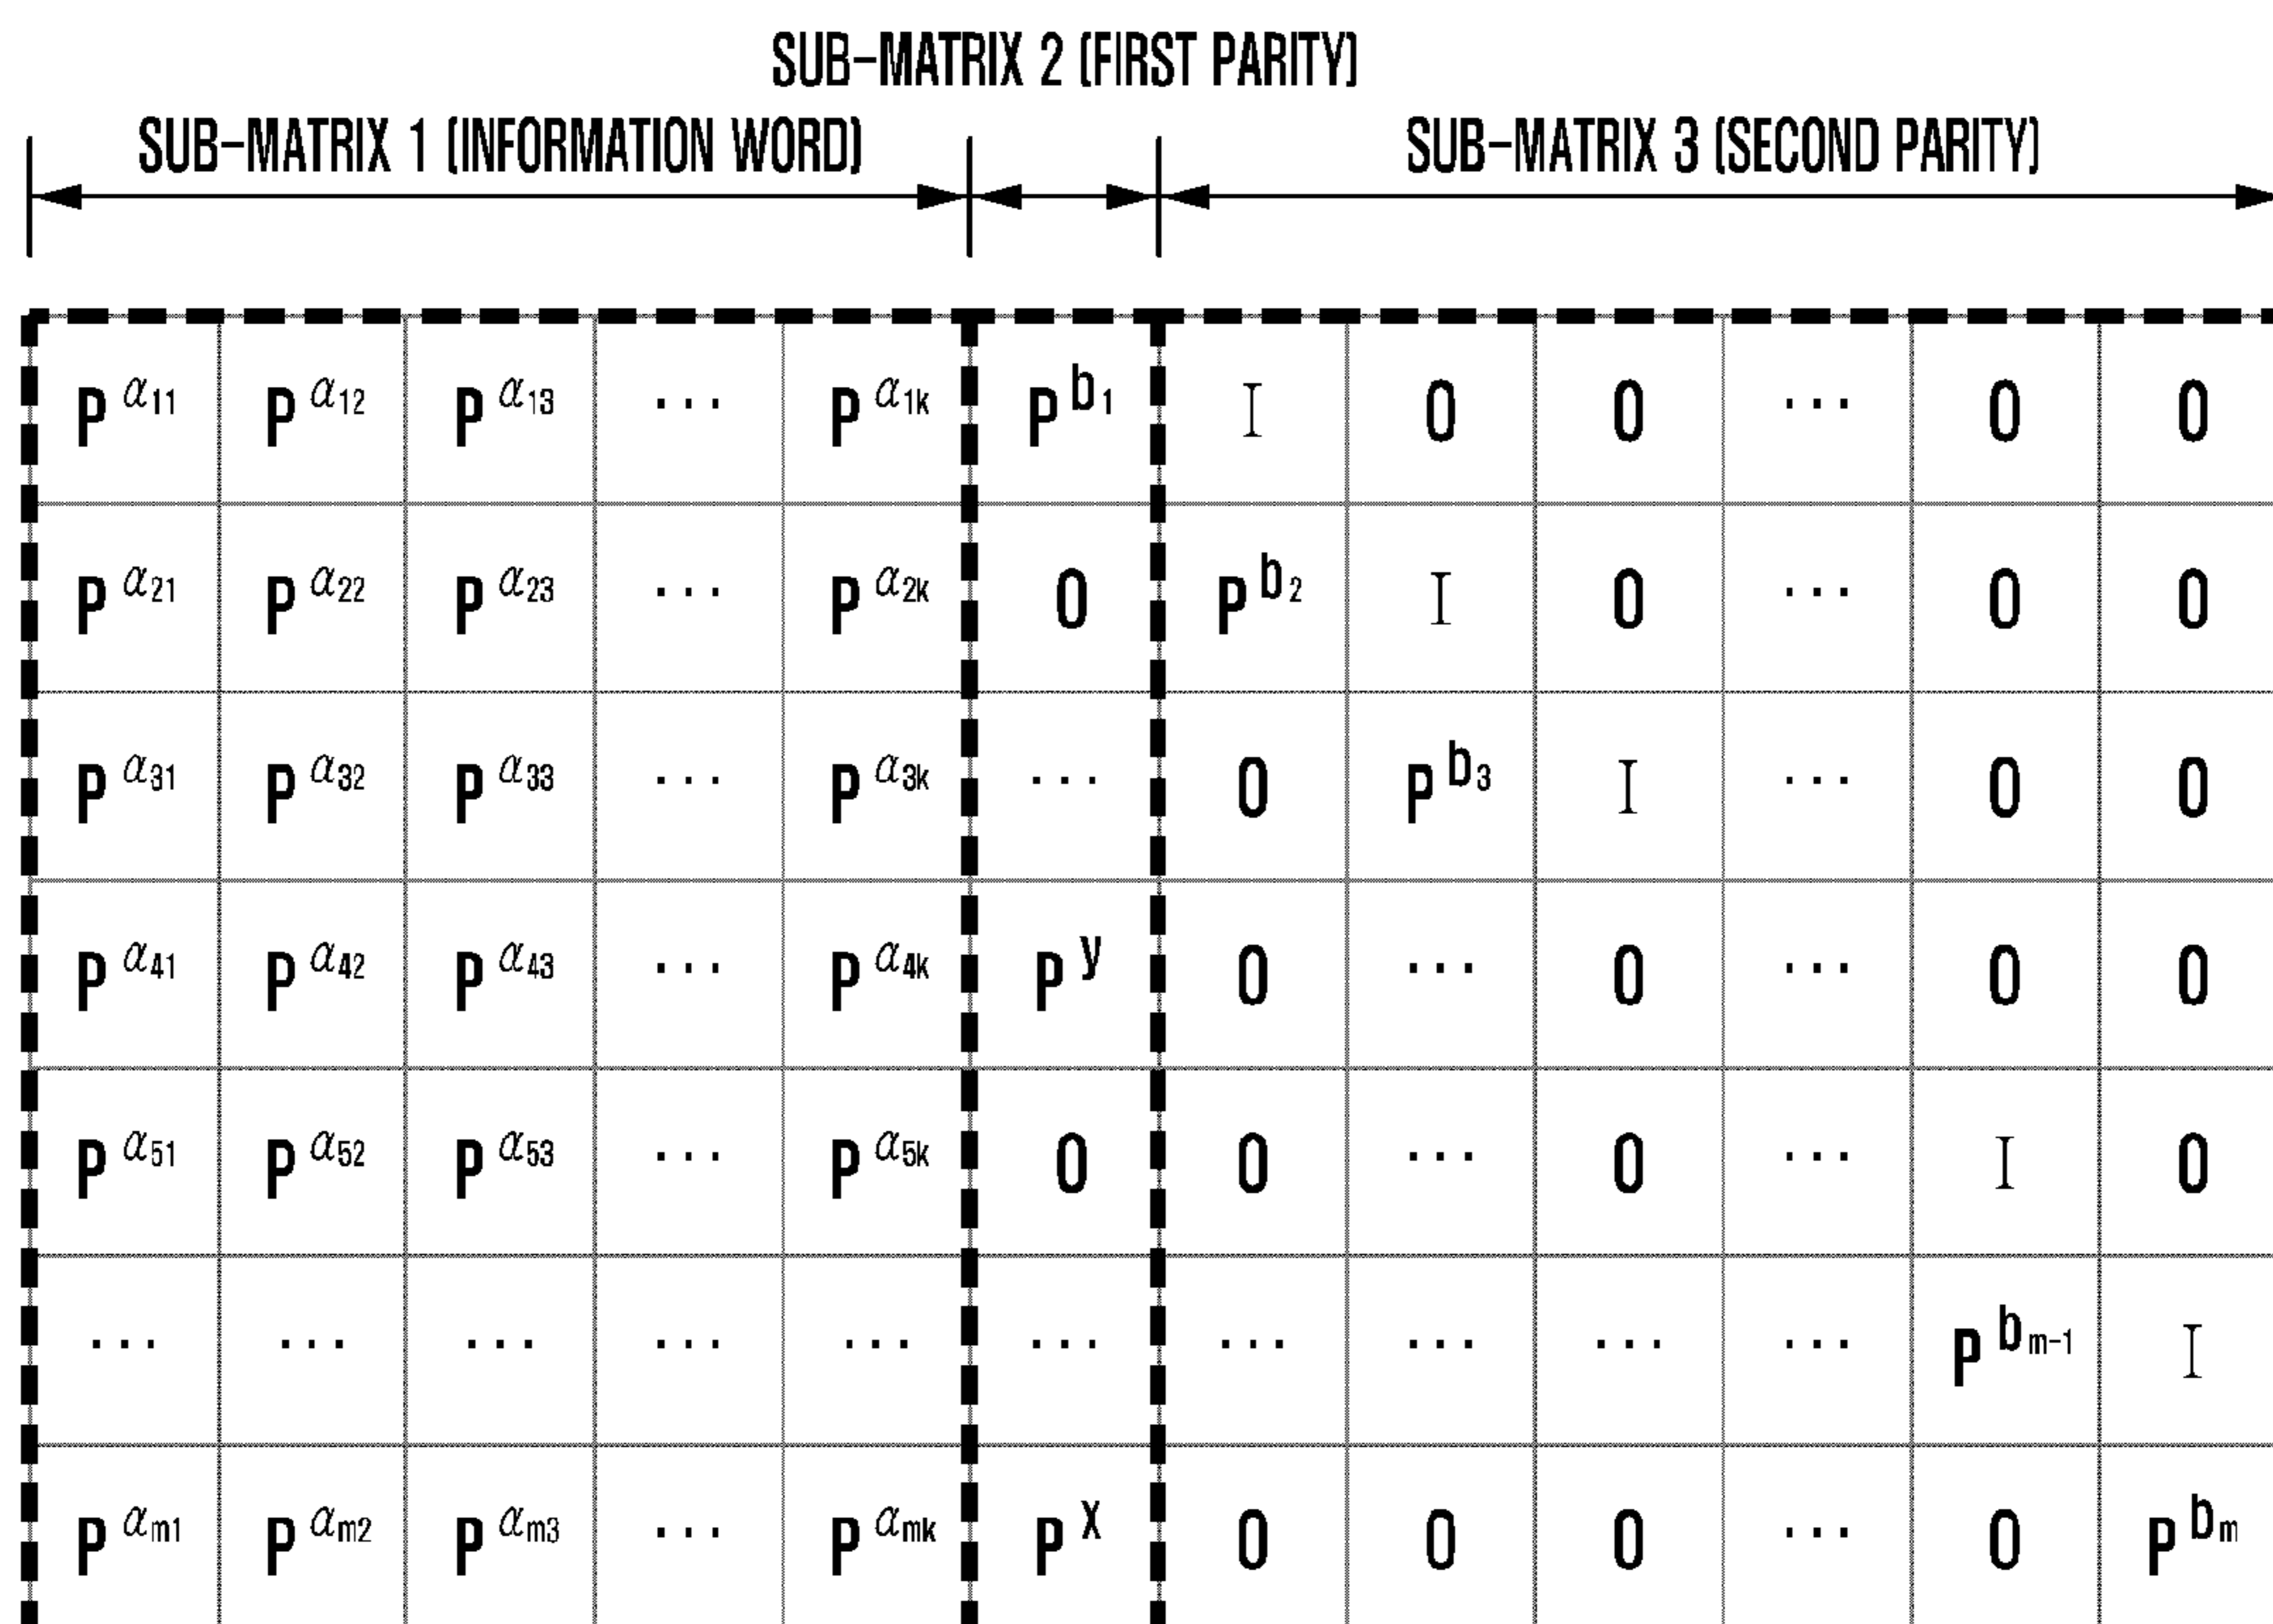 SUB-MATRIX 2 (FIRST PARITY)
SUB-MATRIX 1 (INFORMATION WORD) SUB-MATRIX 3 (SECOND PARITY)
P α11 P α12 P α13 ... P α1k P b1 I 0 0 ... 0 0
P α21 P α22 P α23 ... P α2k 0 P b2 I 0 ... 0 0
P α31 P α32 P α33 ... P α3k ... 0 P b3 I ... 0 0
P α41 P α42 P α43 ... P α4k P y 0 ... 0 ... 0 0
P α51 P α52 P α53 ... P α5k 0 0 ... 0 ... I 0
... ... ... ... ... ... ... ... ... ... P bm-1 I
P αm1 P αm2 P αm3 ... P αmk P x 0 0 0 ... 0 P bm